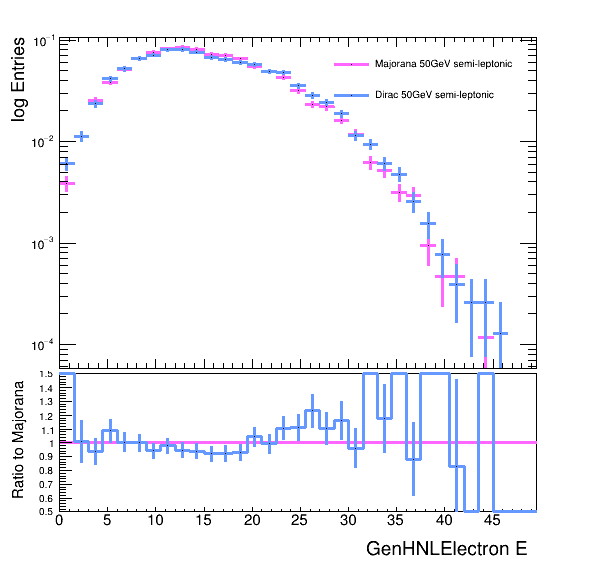 log Entries
10⁻¹
10⁻²
10⁻³
10⁻⁴
Majorana 50GeV semi-leptonic
Dirac 50GeV semi-leptonic
Ratio to Majorana
1.5
1.4
1.3
1.2
1.1
1
0.9
0.8
0.7
0.6
0.5
0 5 10 15 20 25 30 35 40 45
GenHNLElectron E